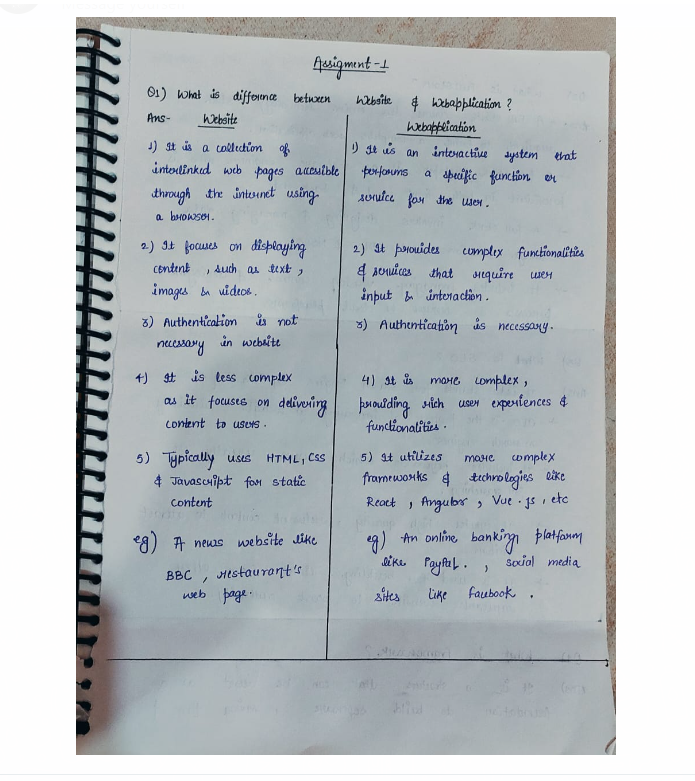 Assigment-1
Q1) What is difference between Website & Webapplication ?
Ans- Website
1) It is a collection of
interlinked web pages accessible
through the internet using
a browser.
2) It focuses on displaying
content , such as text ,
images & videos.
3) Authentication is not
necessary in website
4) It is less complex
as it focuses on delivering
content to users.
5) Typically uses HTML, CSS
& Javascript for static
content
eg) A news website like
BBC , restaurant's
web page.
Webapplication
1) It is an interactive system that
performs a specific function or
service for the user.
2) It provides complex functionalities
& services that require user
input & interaction.
3) Authentication is necessary.
4) It is more complex,
providing rich user experiences &
functionalities.
5) It utilizes more complex
frameworks & technologies like
React , Angular , Vue.js , etc
eg) An online banking platform
like PayPal. , social media
sites like facebook .